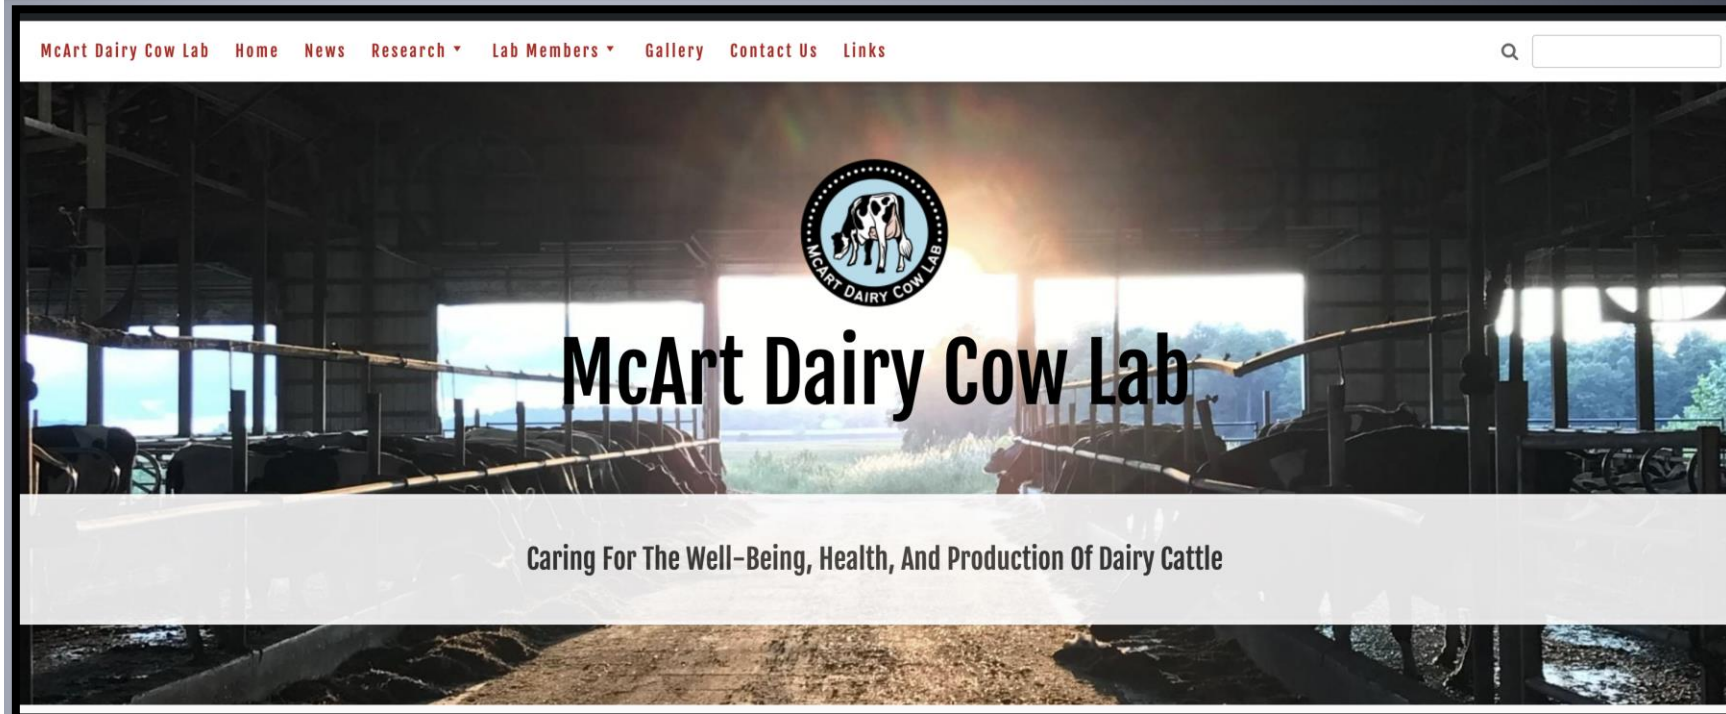 McArt Dairy Cow Lab Home News Research Lab Members Gallery Contact Us Links
McART DAIRY COW LAB
McArt Dairy Cow Lab
Caring For The Well-Being, Health, And Production Of Dairy Cattle